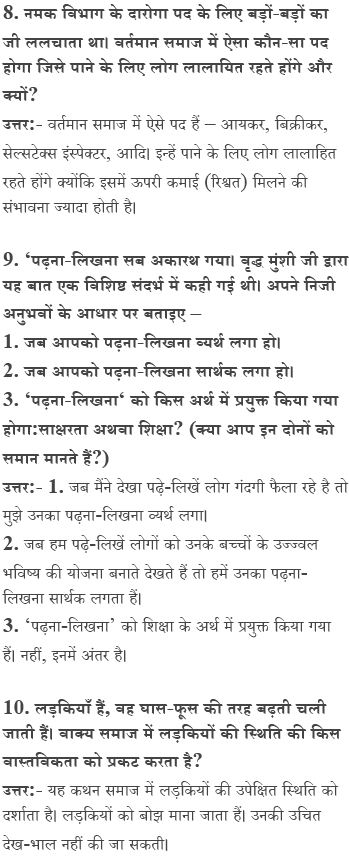 8. नमक विभाग के दारोगा पद के लिए बड़ों-बड़ों का
जी ललचाता था। वर्तमान समाज में ऐसा कौन-सा पद
होगा जिसे पाने के लिए लोग लालायित रहते होंगे और
क्यों?
उत्तर:- वर्तमान समाज में ऐसे पद हैं – आयकर, बिक्रीकर,
सेल्सटेक्स इंस्पेक्टर, आदि। इन्हें पाने के लिए लोग लालाहित
रहते होंगे क्योंकि इसमें ऊपरी कमाई (रिश्वत) मिलने की
संभावना ज्यादा होती है।
9. ‘पढ़ना-लिखना सब अकारथ गया। वृद्ध मुंशी जी द्वारा
यह बात एक विशिष्ट संदर्भ में कही गई थी। अपने निजी
अनुभवों के आधार पर बताइए –
1. जब आपको पढ़ना-लिखना व्यर्थ लगा हो।
2. जब आपको पढ़ना-लिखना सार्थक लगा हो।
3. ‘पढ़ना-लिखना‘ को किस अर्थ में प्रयुक्त किया गया
होगा:साक्षरता अथवा शिक्षा? (क्या आप इन दोनों को
समान मानते हैं?)
उत्तर:- 1. जब मैंने देखा पढ़े-लिखें लोग गंदगी फैला रहे है तो
मुझे उनका पढ़ना-लिखना व्यर्थ लगा।
2. जब हम पढ़े-लिखें लोगों को उनके बच्चों के उज्ज्वल
भविष्य की योजना बनाते देखते हैं तो हमें उनका पढ़ना-
लिखना सार्थक लगता हैं।
3. ‘पढ़ना-लिखना’ को शिक्षा के अर्थ में प्रयुक्त किया गया
हैं। नहीं, इनमें अंतर है।
10. लड़कियाँ हैं, वह घास-फूस की तरह बढ़ती चली
जाती हैं। वाक्य समाज में लड़कियों की स्थिति की किस
वास्तविकता को प्रकट करता है?
उत्तर:- यह कथन समाज में लड़कियों की उपेक्षित स्थिति को
दर्शाता है। लड़कियों को बोझ माना जाता हैं। उनकी उचित
देख-भाल नहीं की जा सकती।